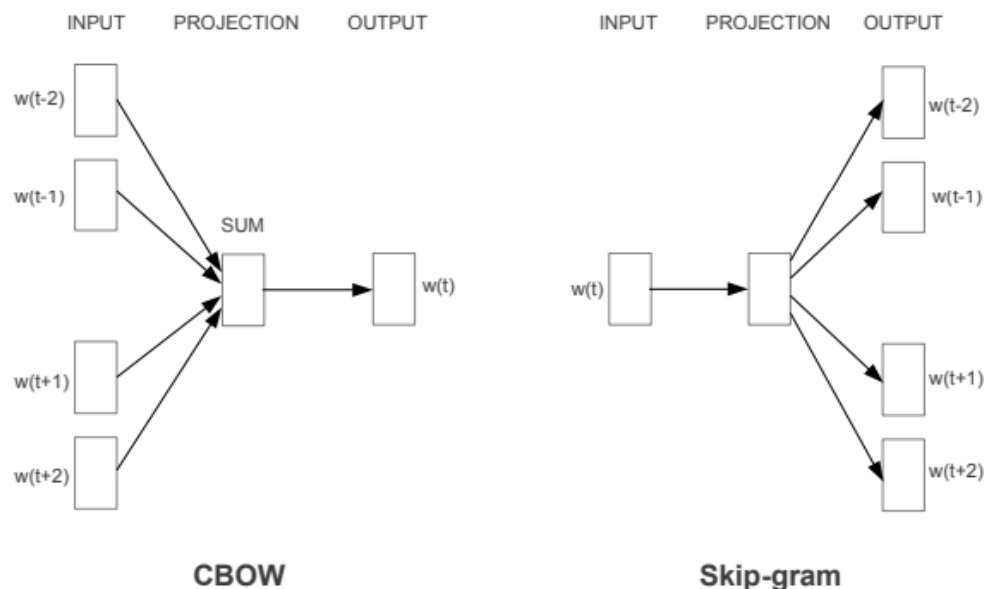 INPUT PROJECTION OUTPUT
w(t-2)
w(t-1)
SUM
w(t)
w(t+1)
w(t+2)
CBOW
INPUT PROJECTION OUTPUT
w(t-2)
w(t-1)
w(t)
w(t+1)
w(t+2)
Skip-gram